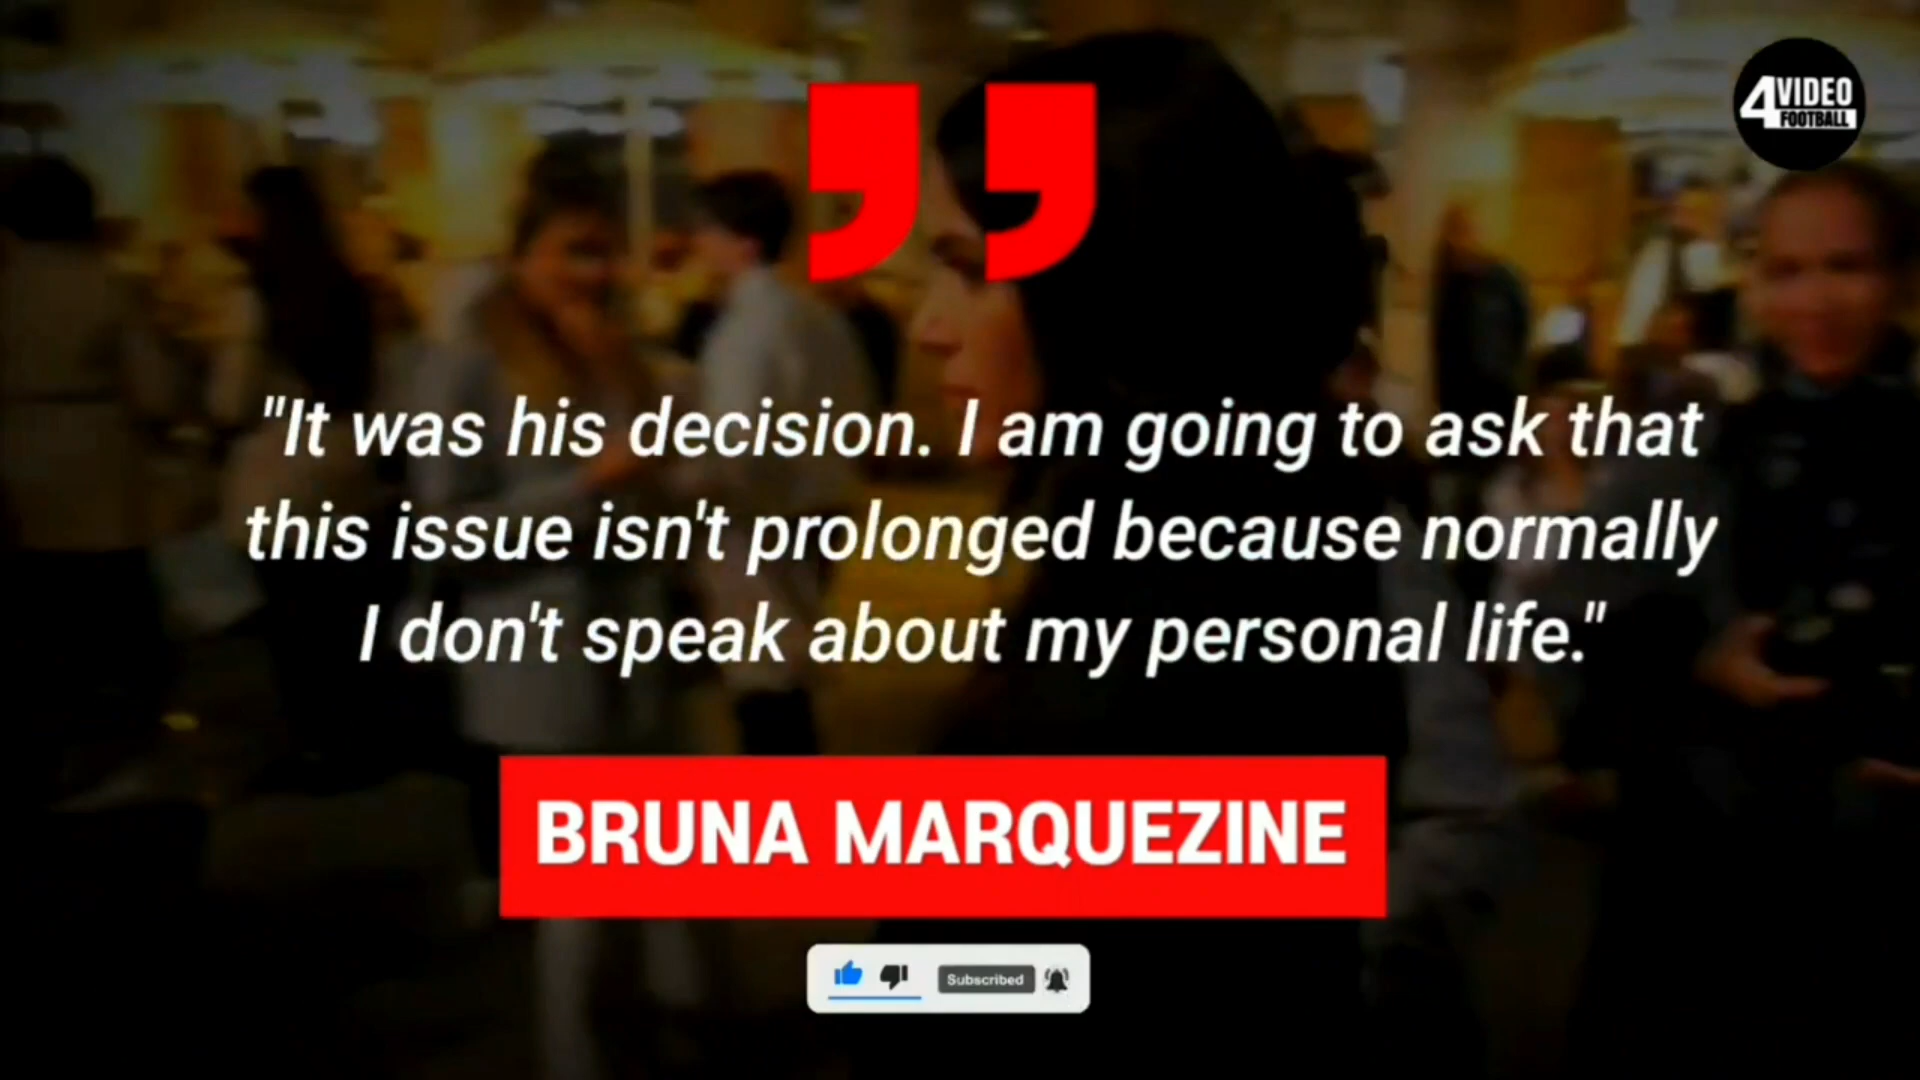 4VIDEO
FOOTBALL
"It was his decision. I am going to ask that
this issue isn't prolonged because normally
I don't speak about my personal life."
BRUNA MARQUEZINE
Subscribed